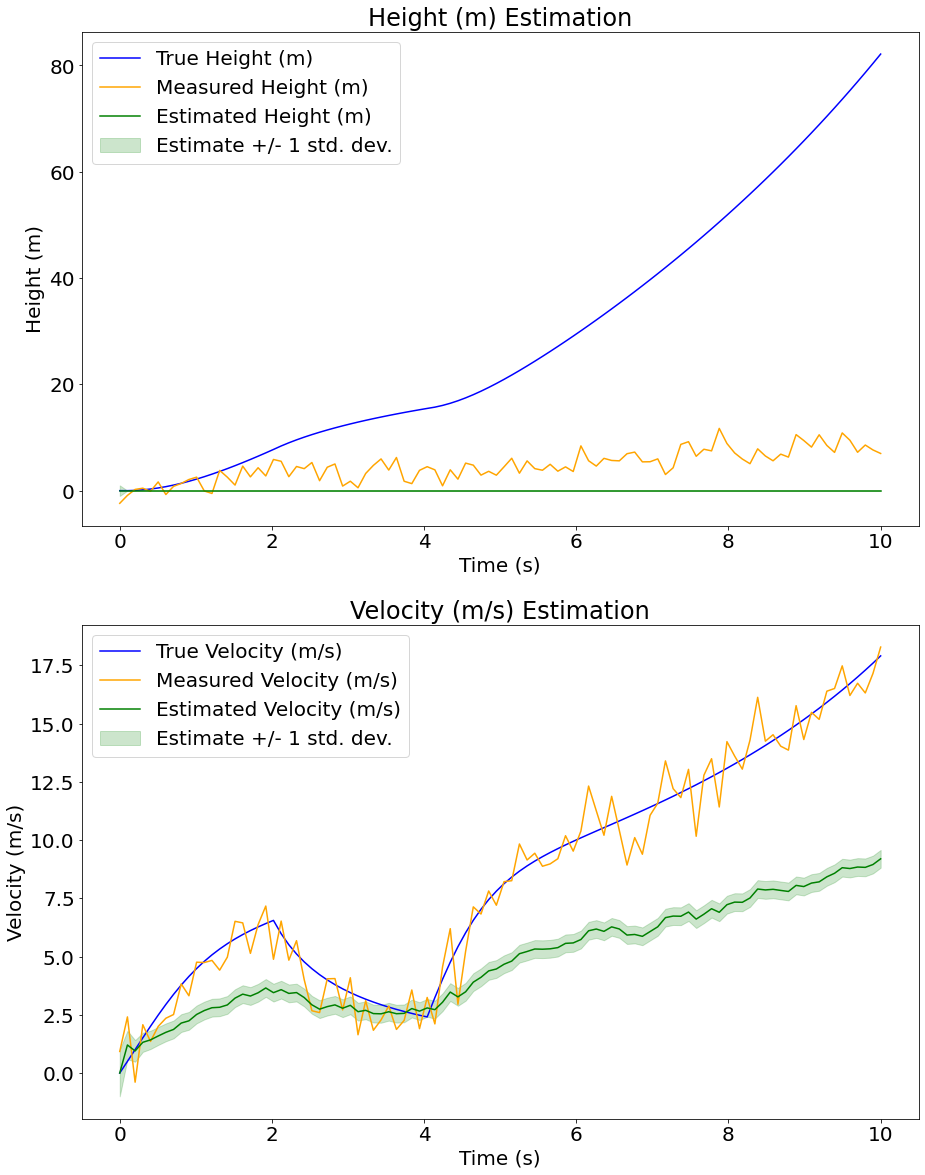 Height (m) Estimation
True Height (m)
Measured Height (m)
Estimated Height (m)
Estimate +/- 1 std. dev.
80
60
40
20
0
Height (m)
0 2 4 6 8 10
Time (s)
Velocity (m/s) Estimation
True Velocity (m/s)
Measured Velocity (m/s)
Estimated Velocity (m/s)
Estimate +/- 1 std. dev.
17.5
15.0
12.5
10.0
7.5
5.0
2.5
0.0
Velocity (m/s)
0 2 4 6 8 10
Time (s)